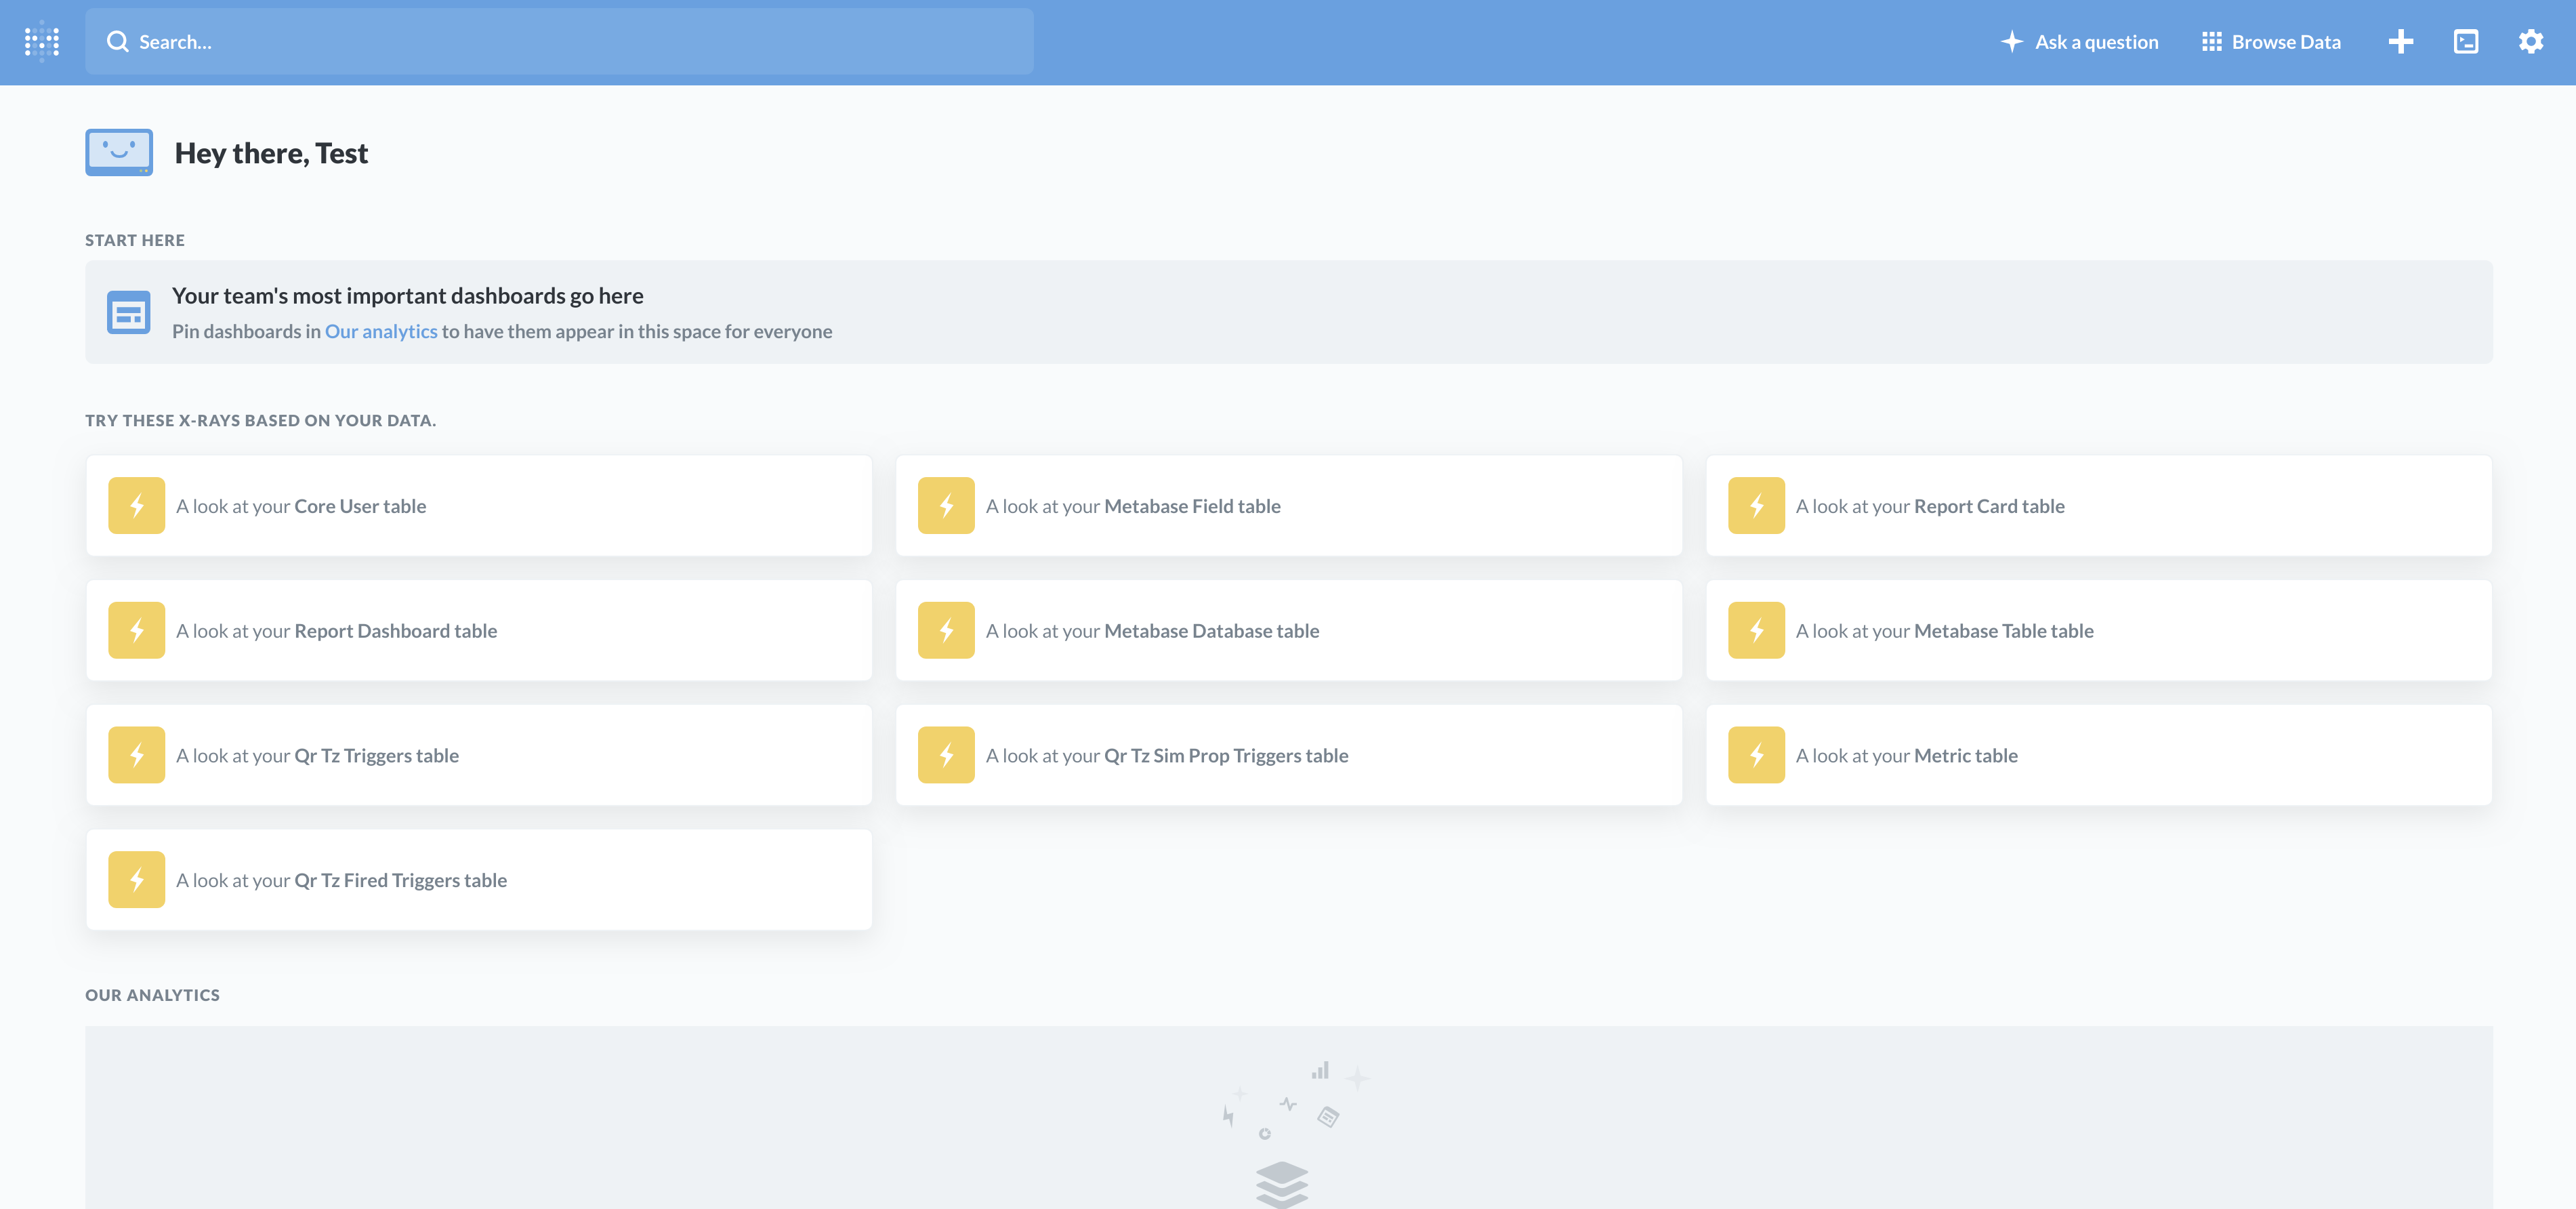 Search...
Ask a question
Browse Data
Hey there, Test
START HERE
Your team's most important dashboards go here
Pin dashboards in Our analytics to have them appear in this space for everyone
TRY THESE X-RAYS BASED ON YOUR DATA.
A look at your Core User table
A look at your Metabase Field table
A look at your Report Card table
A look at your Report Dashboard table
A look at your Metabase Database table
A look at your Metabase Table table
A look at your Qr Tz Triggers table
A look at your Qr Tz Sim Prop Triggers table
A look at your Metric table
A look at your Qr Tz Fired Triggers table
OUR ANALYTICS